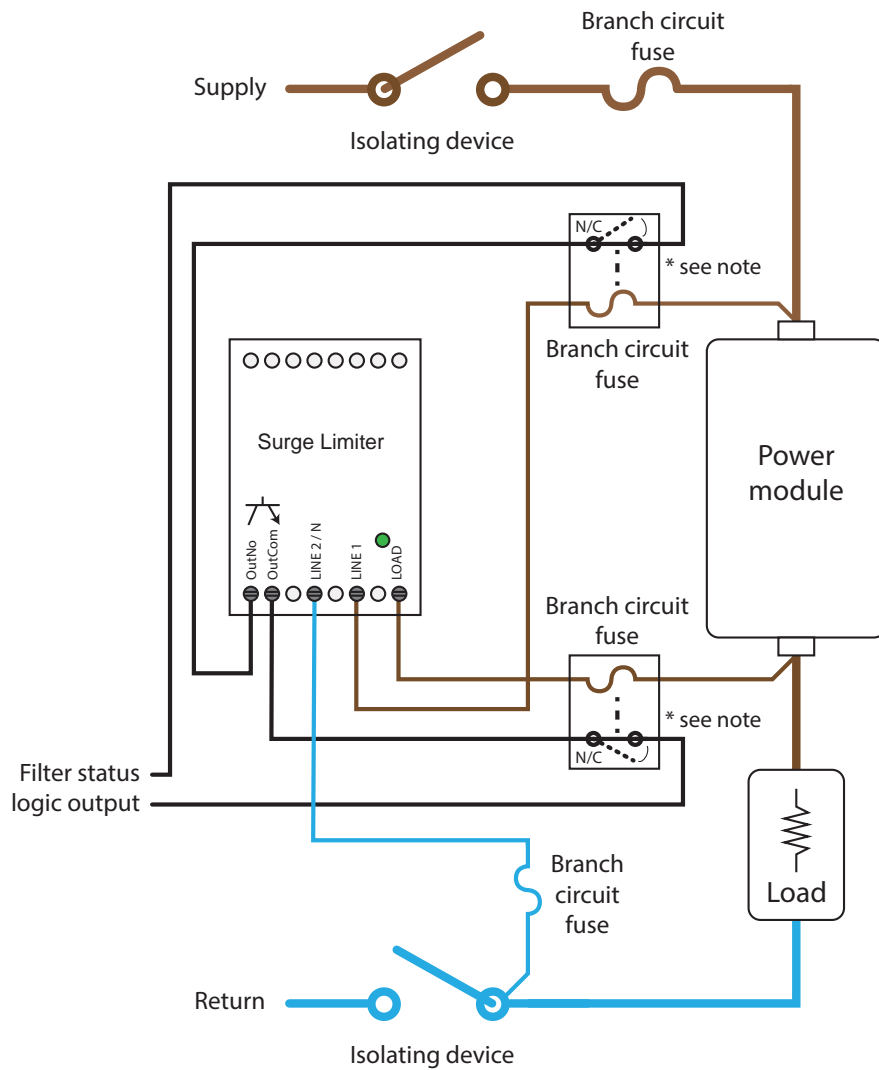 Branch circuit
fuse
Supply
Isolating device
N/C
* see note
Branch circuit
fuse
Surge Limiter
Power
module
OutNo
OutCom
LINE 2 / N
LINE 1
LOAD
Branch circuit
fuse
* see note
N/C
Filter status
logic output
Branch
circuit
fuse
Load
Return
Isolating device